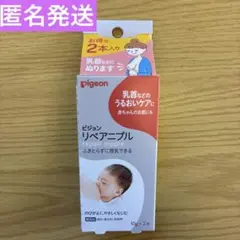 匿名発送
お得な
2本入り
乳首などに
ぬります
pigeon
乳首などの
うるおいケアに
赤ちゃんのお肌にも
ピジョン
リペアニプル
ふきとらずに授乳できる
10g×2本